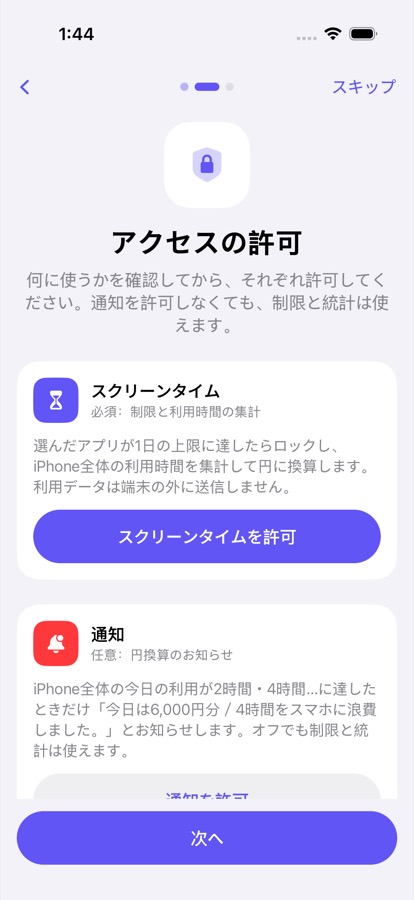 1:44
スキップ
アクセスの許可
何に使うかを確認してから、それぞれ許可してく
ださい。通知を許可しなくても、制限と統計は使
えます。
スクリーンタイム
必須: 制限と利用時間の集計
選んだアプリが1日の上限に達したらロックし、
iPhone全体の利用時間を集計して円に換算します。
利用データは端末の外に送信しません。
スクリーンタイムを許可
通知
任意: 円換算のお知らせ
iPhone全体の今日の利用が2時間・4時間…に達した
ときだけ「今日は6,000円分 / 4時間をスマホに浪費
しました。」とお知らせします。オフでも制限と統
計は使えます。
通知を許可
次へ